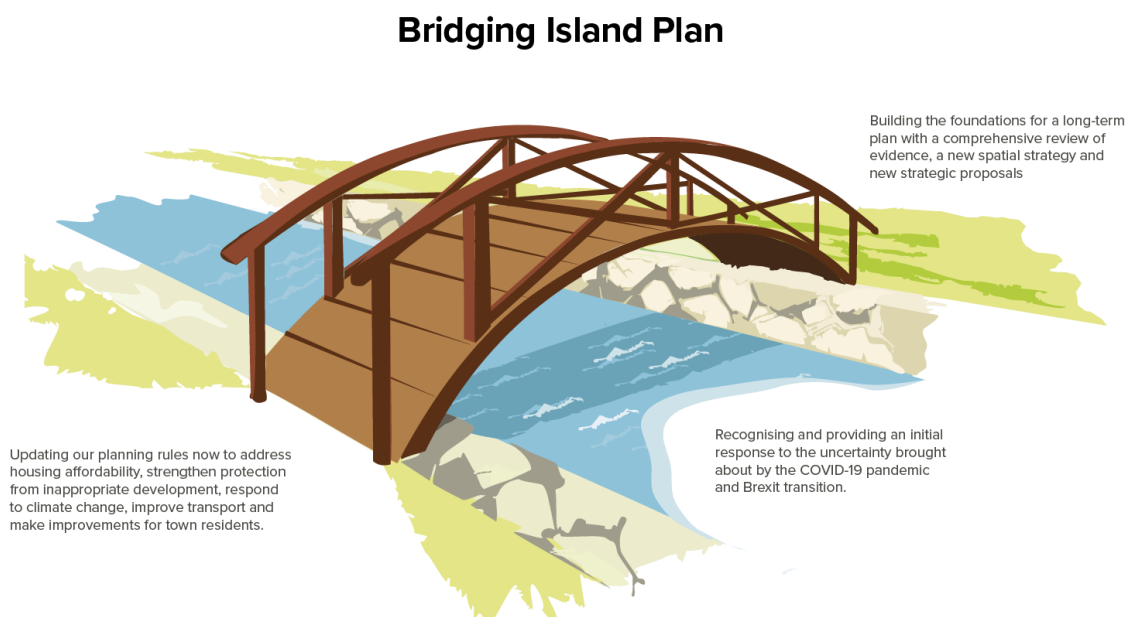 Bridging Island Plan
Building the foundations for a long-term
plan with a comprehensive review of
evidence, a new spatial strategy and
new strategic proposals
Recognising and providing an initial
response to the uncertainty brought
about by the COVID-19 pandemic
and Brexit transition.
Updating our planning rules now to address
housing affordability, strengthen protection
from inappropriate development, respond
to climate change, improve transport and
make improvements for town residents.